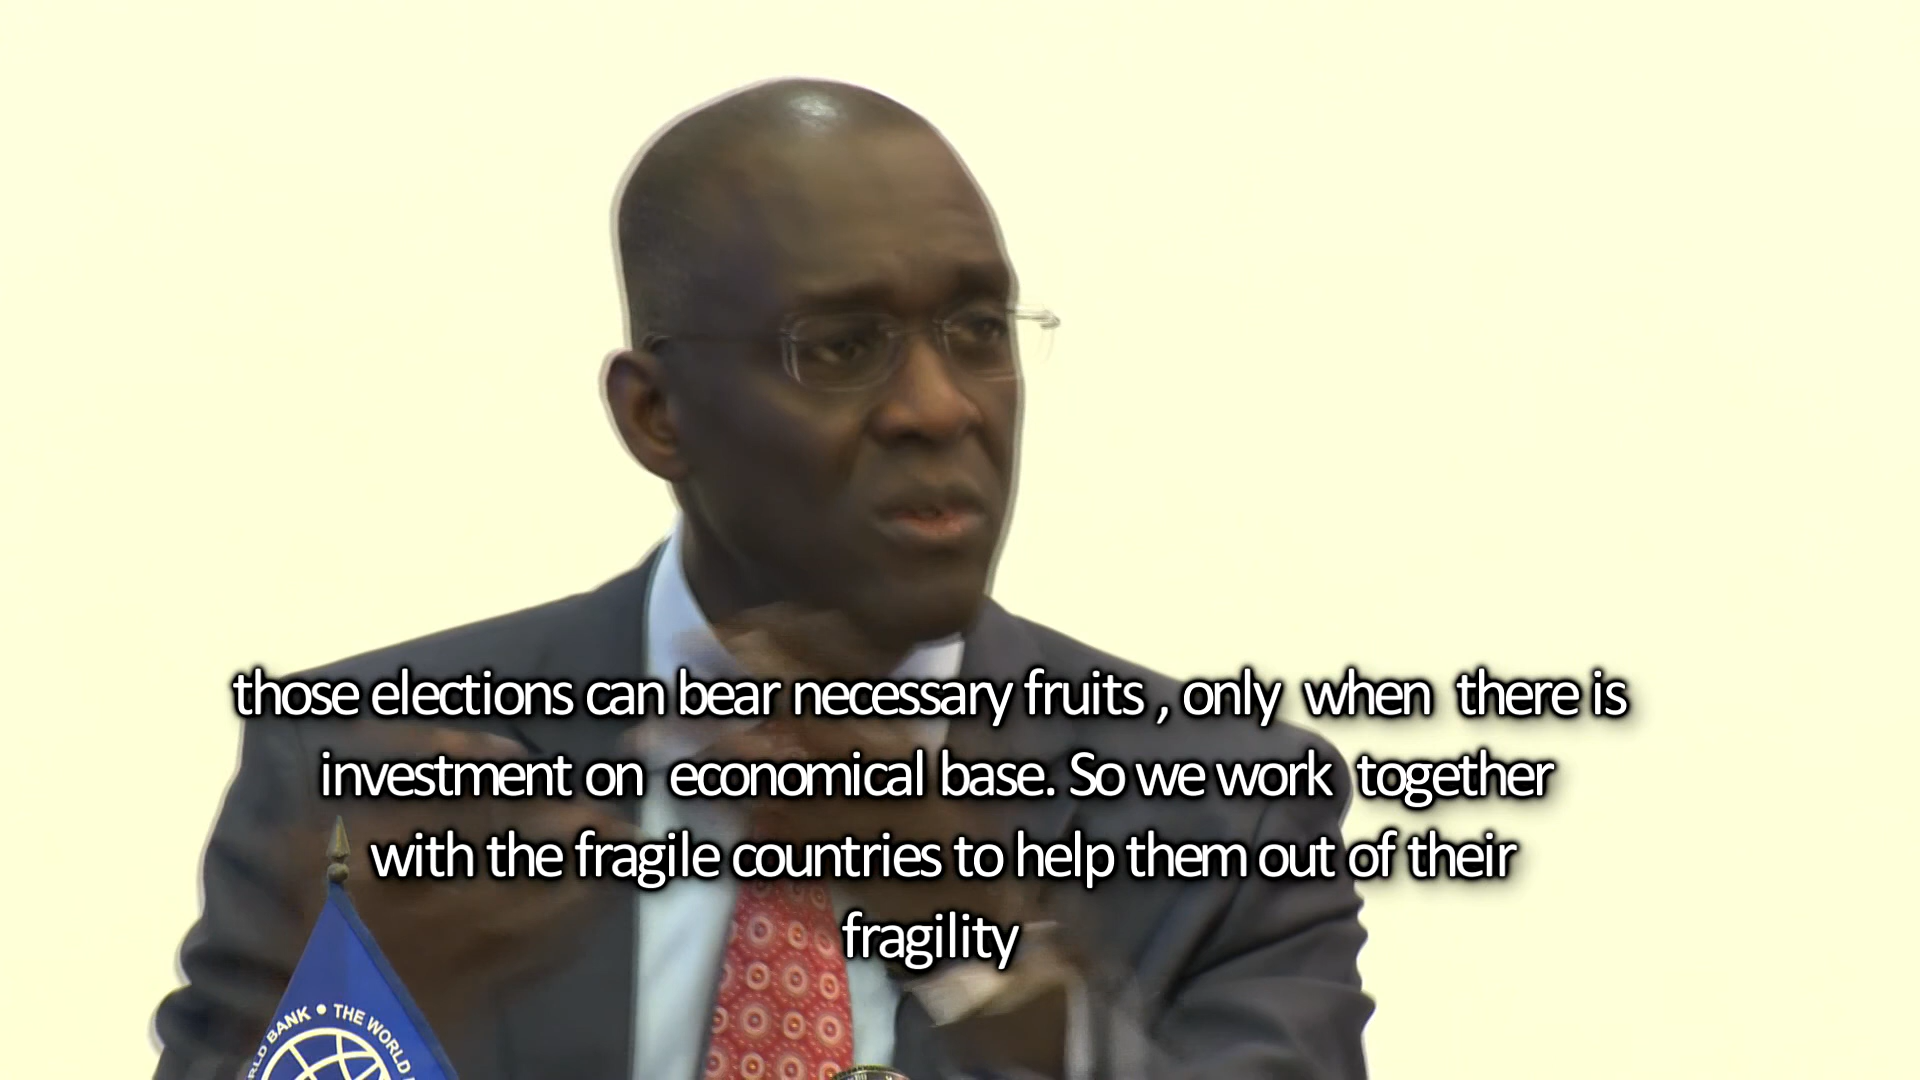 those elections can bear necessary fruits , only when there is
investment on economical base. So we work together
with the fragile countries to help them out of their
fragility
BANK • THE WORLD